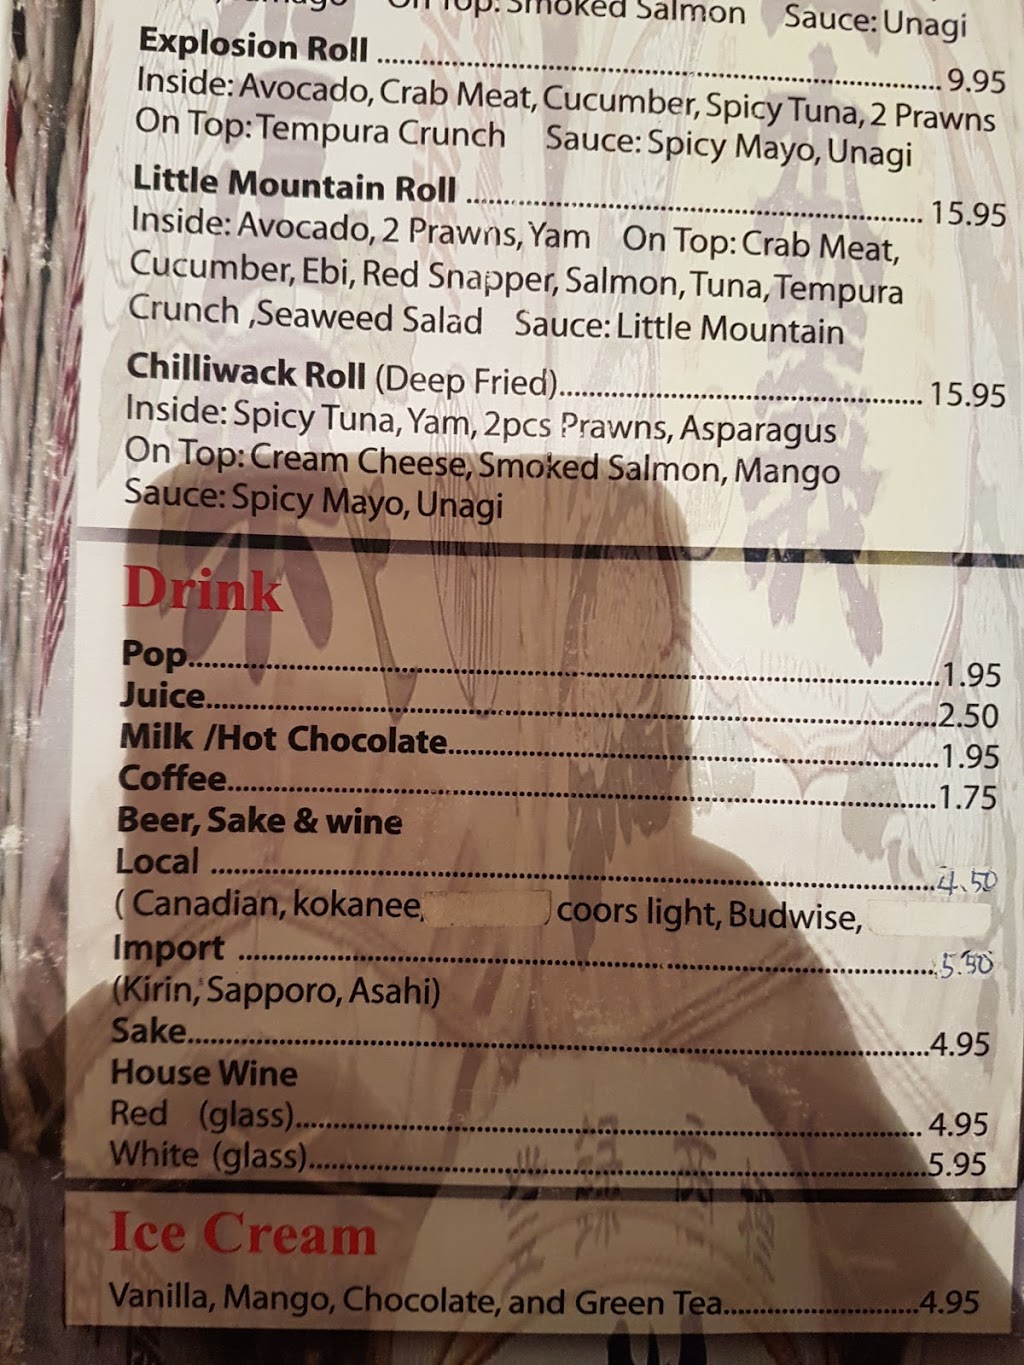 On Top: Smoked Salmon Sauce: Unagi
Explosion Roll ........ 9.95
Inside: Avocado, Crab Meat, Cucumber, Spicy Tuna, 2 Prawns
On Top: Tempura Crunch Sauce: Spicy Mayo, Unagi
Little Mountain Roll ........ 15.95
Inside: Avocado, 2 Prawns, Yam On Top: Crab Meat,
Cucumber, Ebi, Red Snapper, Salmon, Tuna, Tempura
Crunch ,Seaweed Salad Sauce: Little Mountain
Chilliwack Roll (Deep Fried)........ 15.95
Inside: Spicy Tuna, Yam, 2pcs Prawns, Asparagus
On Top: Cream Cheese, Smoked Salmon, Mango
Sauce: Spicy Mayo, Unagi
Drink
Pop........1.95
Juice........2.50
Milk /Hot Chocolate........1.95
Coffee........1.75
Beer, Sake & wine
Local ........4.50
( Canadian, kokanee, ) coors light, Budwise,
Import ........5.50
(Kirin, Sapporo, Asahi)
Sake........4.95
House Wine
Red (glass)........ 4.95
White (glass)........5.95
Ice Cream
Vanilla, Mango, Chocolate, and Green Tea........4.95